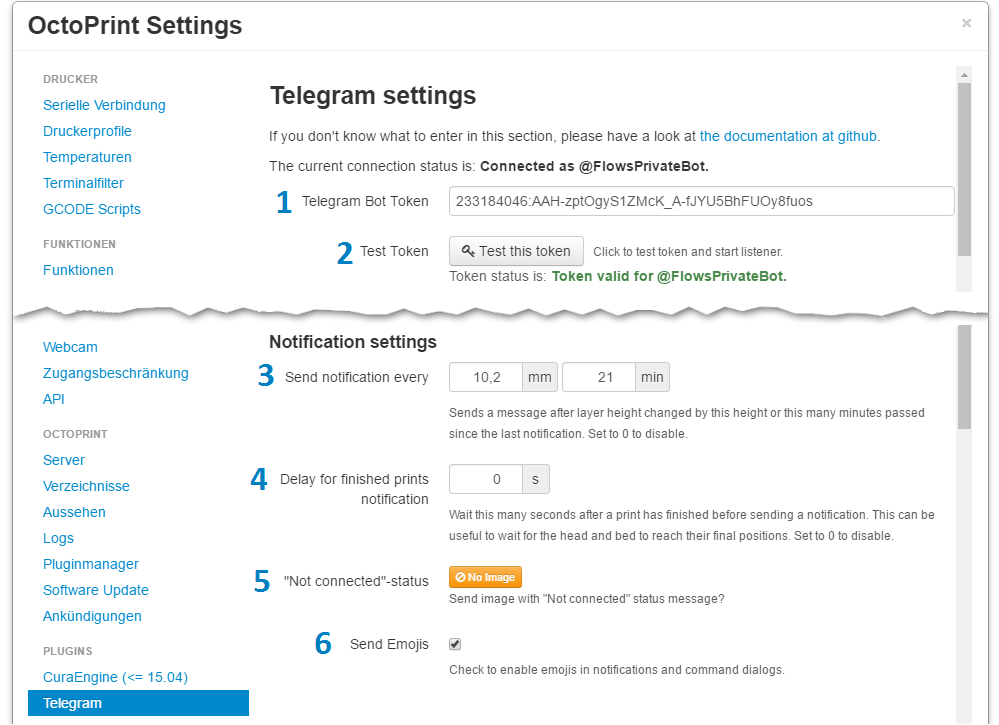 OctoPrint Settings
×
DRUCKER
Serielle Verbindung
Druckerprofile
Temperaturen
Terminalfilter
GCODE Scripts
FUNKTIONEN
Funktionen
Telegram settings
If you don't know what to enter in this section, please have a look at the documentation at github.
The current connection status is: Connected as @FlowsPrivateBot.
1 Telegram Bot Token 233184046:AAH-zptOgyS1ZMcK_A-fJYU5BhFUOy8fuos
2 Test Token Test this token Click to test token and start listener.
Token status is: Token valid for @FlowsPrivateBot.
Webcam
Zugangsbeschränkung
API
OCTOPRINT
Server
Verzeichnisse
Aussehen
Logs
Pluginmanager
Software Update
Ankündigungen
PLUGINS
CuraEngine (<= 15.04)
Telegram
Notification settings
3 Send notification every 10,2 mm 21 min
Sends a message after layer height changed by this height or this many minutes passed
since the last notification. Set to 0 to disable.
4 Delay for finished prints 0 s
notification
Wait this many seconds after a print has finished before sending a notification. This can be
useful to wait for the head and bed to reach their final positions. Set to 0 to disable.
5 "Not connected"-status No Image
Send image with "Not connected" status message?
6 Send Emojis
Check to enable emojis in notifications and command dialogs.